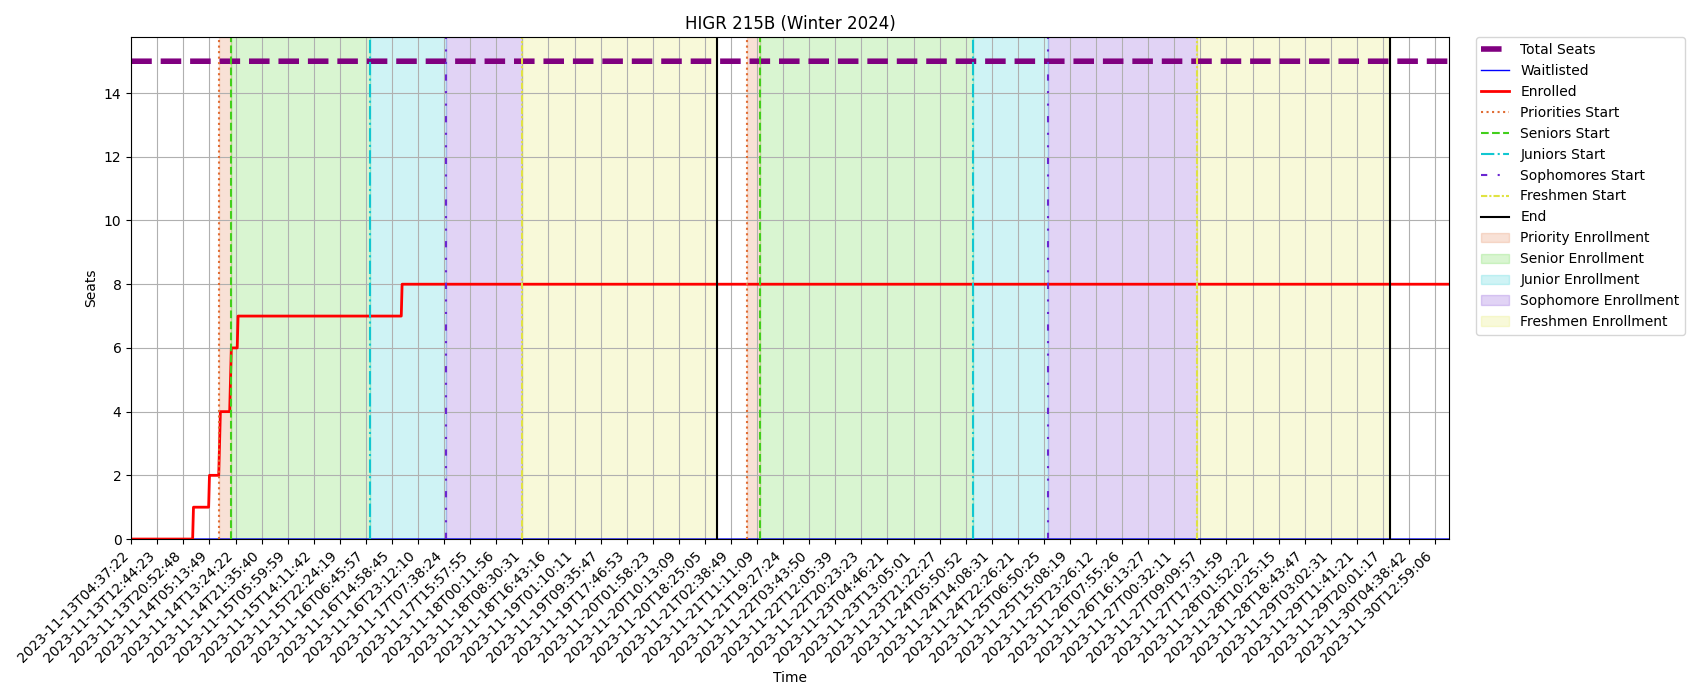 HIGR 215B (Winter 2024)
Seats
14
12
10
8
6
4
2
0
2023-11-13T04:37:22
2023-11-13T12:44:23
2023-11-13T20:52:48
2023-11-14T05:13:49
2023-11-14T13:24:22
2023-11-14T21:35:40
2023-11-15T05:59:59
2023-11-15T14:11:42
2023-11-15T22:24:19
2023-11-16T06:45:57
2023-11-16T14:58:45
2023-11-16T23:12:10
2023-11-17T07:38:24
2023-11-17T15:57:55
2023-11-18T00:11:56
2023-11-18T08:30:31
2023-11-18T16:43:16
2023-11-19T01:10:11
2023-11-19T09:35:47
2023-11-19T17:46:53
2023-11-20T01:58:23
2023-11-20T10:13:09
2023-11-20T18:25:05
2023-11-21T02:38:49
2023-11-21T11:11:09
2023-11-21T19:27:24
2023-11-22T03:43:50
2023-11-22T12:05:39
2023-11-22T20:23:23
2023-11-23T04:46:21
2023-11-23T13:05:01
2023-11-23T21:22:27
2023-11-24T05:50:52
2023-11-24T14:08:31
2023-11-24T22:26:21
2023-11-25T06:50:25
2023-11-25T15:08:19
2023-11-25T23:26:12
2023-11-26T07:55:26
2023-11-26T16:13:27
2023-11-27T00:32:11
2023-11-27T09:09:57
2023-11-27T17:31:59
2023-11-28T01:52:22
2023-11-28T10:25:15
2023-11-28T18:43:47
2023-11-29T03:02:31
2023-11-29T11:41:21
2023-11-29T20:01:17
2023-11-30T04:38:42
2023-11-30T12:59:06
Time
Total Seats
Waitlisted
Enrolled
Priorities Start
Seniors Start
Juniors Start
Sophomores Start
Freshmen Start
End
Priority Enrollment
Senior Enrollment
Junior Enrollment
Sophomore Enrollment
Freshmen Enrollment